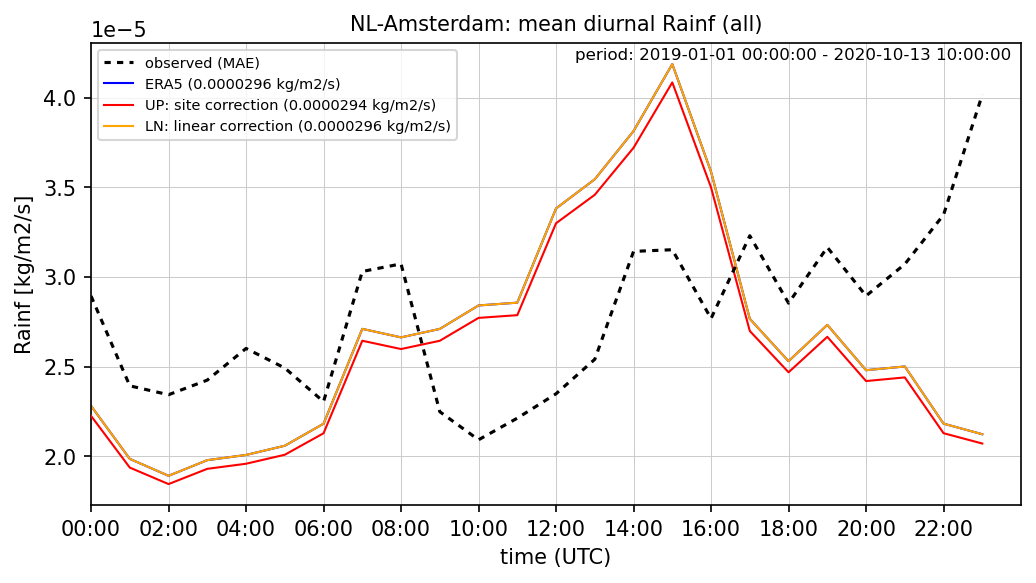 NL-Amsterdam: mean diurnal Rainf (all)
1e−5
period: 2019-01-01 00:00:00 - 2020-10-13 10:00:00
observed (MAE)
ERA5 (0.0000296 kg/m2/s)
UP: site correction (0.0000294 kg/m2/s)
LN: linear correction (0.0000296 kg/m2/s)
4.0
3.5
3.0
2.5
2.0
Rainf [kg/m2/s]
00:00 02:00 04:00 06:00 08:00 10:00 12:00 14:00 16:00 18:00 20:00 22:00
time (UTC)